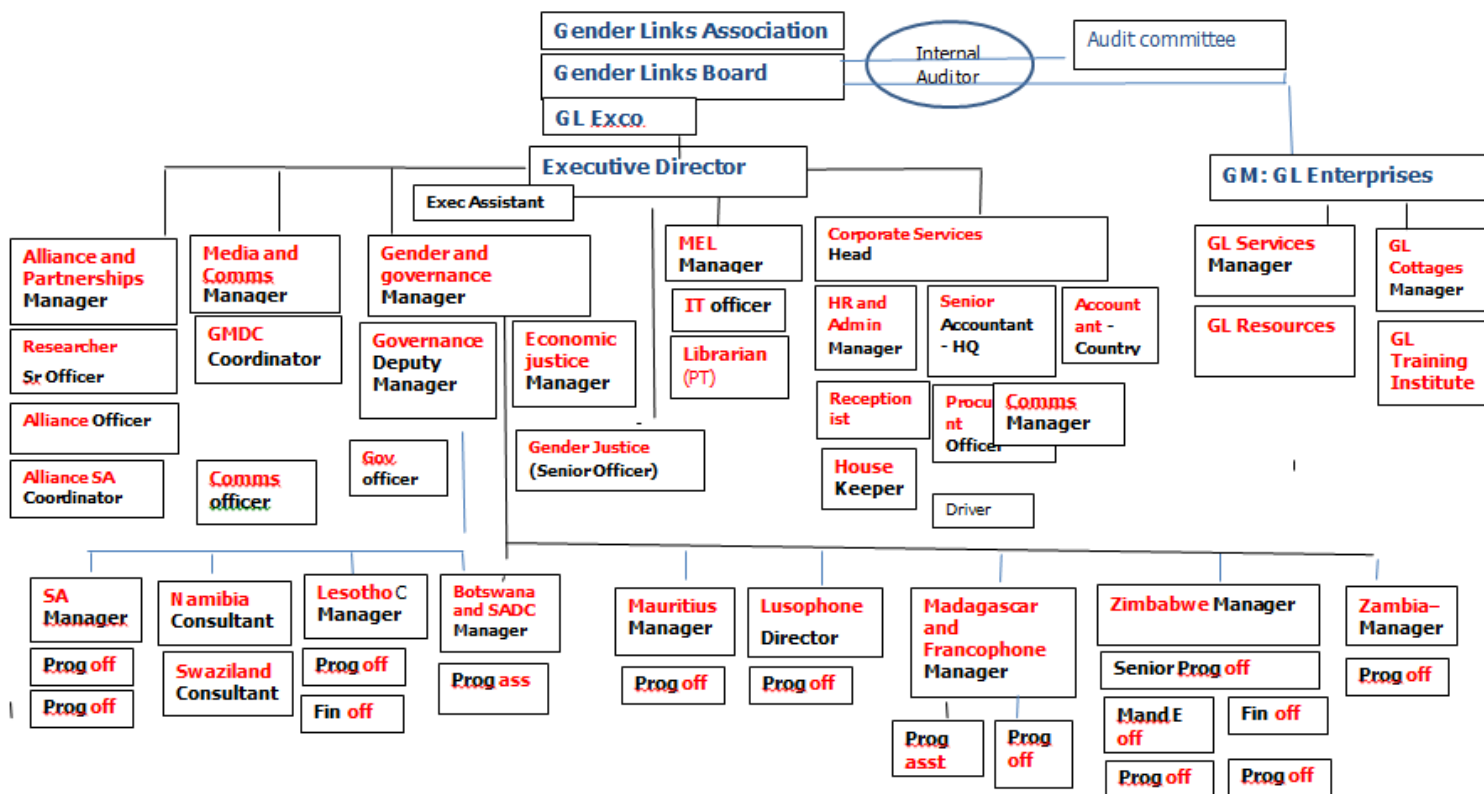 Gender Links Association
Gender Links Board
GL Exco
Internal
Auditor
Audit committee
Executive Director
GM: GL Enterprises
Exec Assistant
Alliance and
Partnerships
Manager
Researcher
Sr Officer
Alliance Officer
Alliance SA
Coordinator
Media and
Comms
Manager
GMDC
Coordinator
Comms
officer
Gender and
governance
Manager
Governance
Deputy
Manager
Gov
officer
Economic
justice
Manager
Gender Justice
(Senior Officer)
MEL
Manager
IT officer
Librarian
(PT)
Corporate Services
Head
HR and
Admin
Manager
Senior
Accountant
- HQ
Account
ant -
Country
Reception
ist
Procu
nt
Officer
Comms
Manager
House
Keeper
Driver
GL Services
Manager
GL Resources
GL
Cottages
Manager
GL
Training
Institute
SA
Manager
Prog off
Prog off
Namibia
Consultant
Swaziland
Consultant
Lesotho C
Manager
Prog off
Fin off
Botswana
and SADC
Manager
Prog ass
Mauritius
Manager
Prog off
Lusophone
Director
Prog off
Madagascar
and
Francophone
Manager
Prog
asst
Prog
off
Zimbabwe Manager
Senior Prog off
Mand E
off
Fin off
Prog off
Prog off
Zambia–
Manager
Prog off